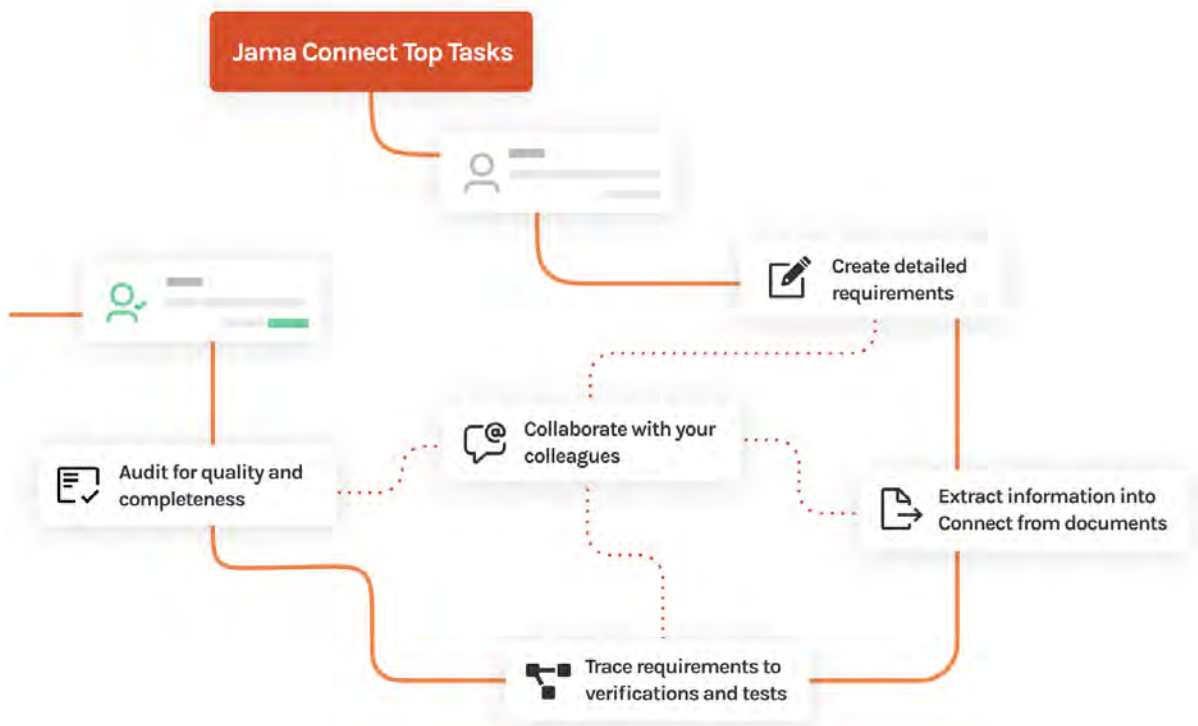 Jama Connect Top Tasks
Create detailed
requirements
Collaborate with your
colleagues
Audit for quality and
completeness
Extract information into
Connect from documents
Trace requirements to
verifications and tests